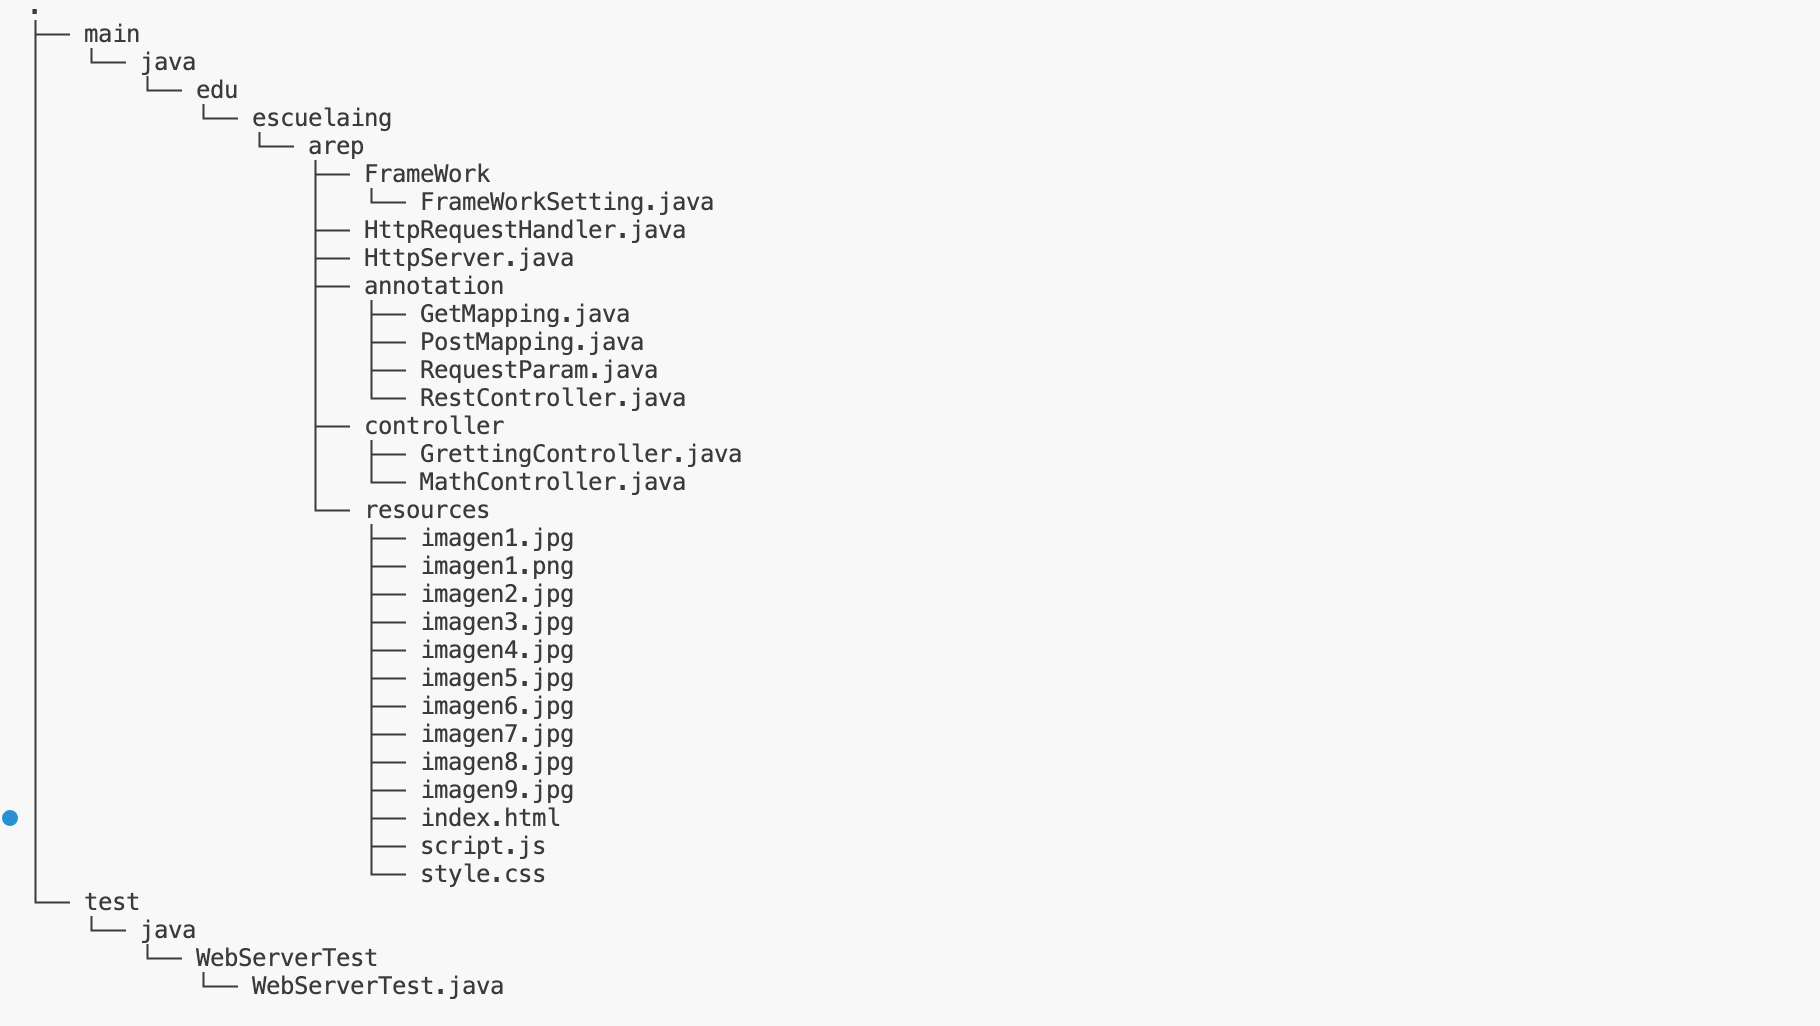 .
├── main
│   └── java
│       └── edu
│           └── escuelaing
│               └── arep
│                   ├── FrameWork
│                   │   └── FrameWorkSetting.java
│                   ├── HttpRequestHandler.java
│                   ├── HttpServer.java
│                   ├── annotation
│                   │   ├── GetMapping.java
│                   │   ├── PostMapping.java
│                   │   ├── RequestParam.java
│                   │   └── RestController.java
│                   ├── controller
│                   │   ├── GrettingController.java
│                   │   └── MathController.java
│                   └── resources
│                       ├── imagen1.jpg
│                       ├── imagen1.png
│                       ├── imagen2.jpg
│                       ├── imagen3.jpg
│                       ├── imagen4.jpg
│                       ├── imagen5.jpg
│                       ├── imagen6.jpg
│                       ├── imagen7.jpg
│                       ├── imagen8.jpg
│                       ├── imagen9.jpg
│                       ├── index.html
│                       ├── script.js
│                       └── style.css
└── test
    └── java
        └── WebServerTest
            └── WebServerTest.java